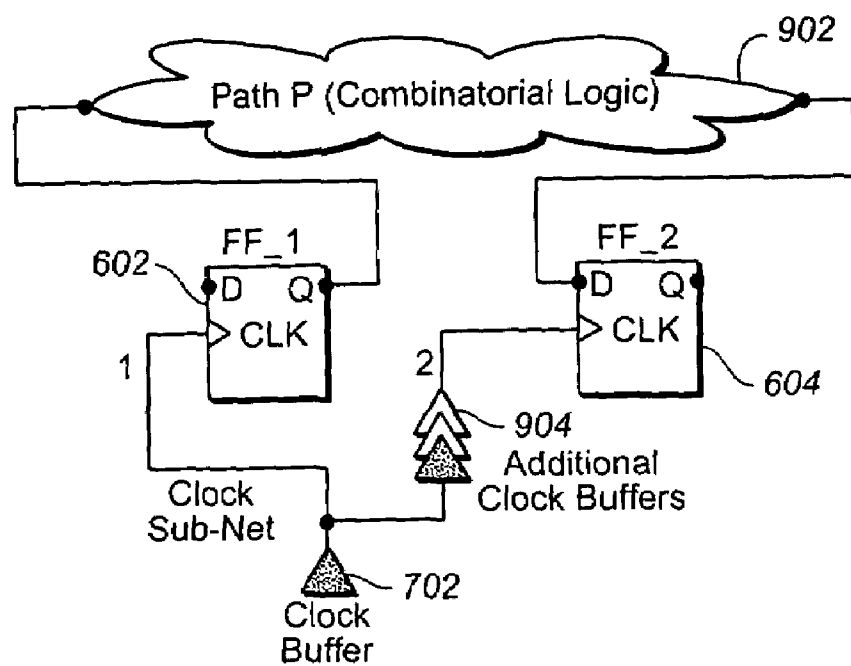 902
Path P (Combinatorial Logic)
FF_1
FF_2
602
D Q
D Q
CLK
CLK
1
2
604
904
Additional
Clock Buffers
Clock
Sub-Net
702
Clock
Buffer